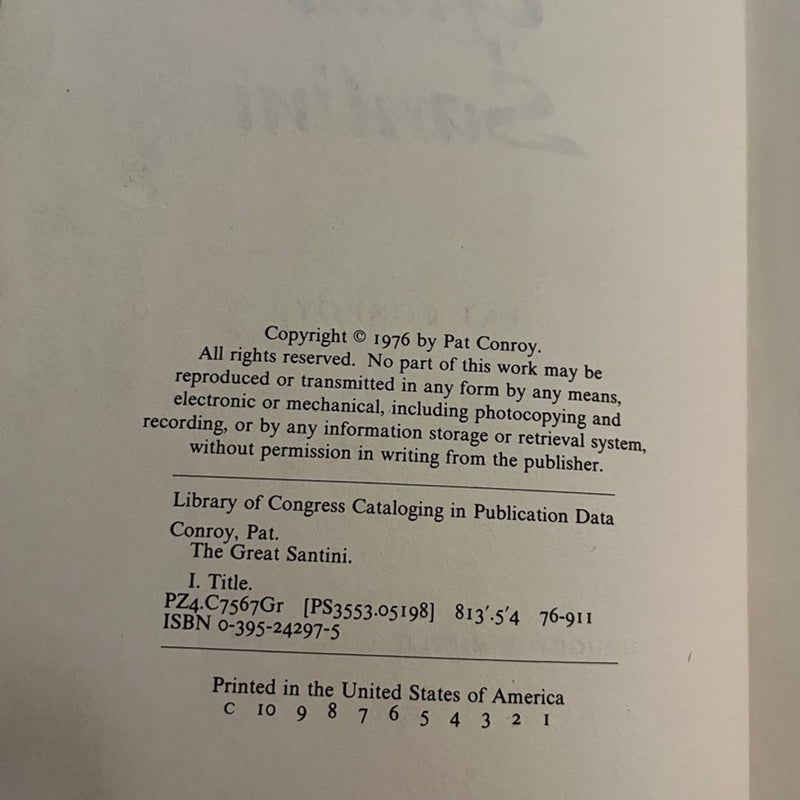 Copyright © 1976 by Pat Conroy.
All rights reserved. No part of this work may be
reproduced or transmitted in any form by any means,
electronic or mechanical, including photocopying and
recording, or by any information storage or retrieval system,
without permission in writing from the publisher.
Library of Congress Cataloging in Publication Data
Conroy, Pat.
The Great Santini.
I. Title.
PZ4.C7567Gr [PS3553.O5198] 813'.5'4 76-911
ISBN 0-395-24297-5
Printed in the United States of America
C 10 9 8 7 6 5 4 3 2 1